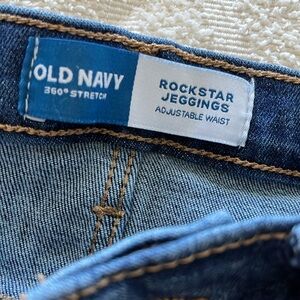 OLD NAVY
360° STRETCH
ROCKSTAR
JEGGINGS
ADJUSTABLE WAIST